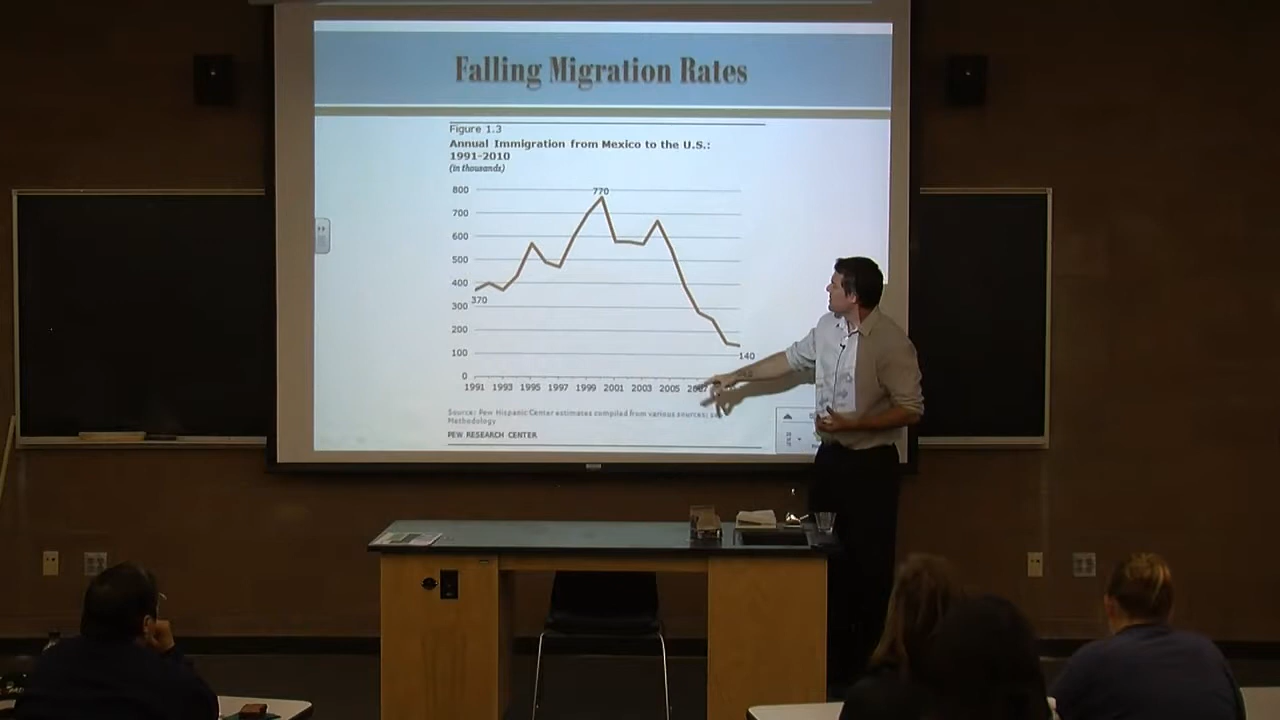 Falling Migration Rates
Figure 1.3
Annual Immigration from Mexico to the U.S.:
1991-2010
(in thousands)
800
770
700
600
500
400
370
300
200
100
140
0
1991 1993 1995 1997 1999 2001 2003 2005
Source: Pew Hispanic Center estimates compiled from various sources;
Methodology
PEW RESEARCH CENTER